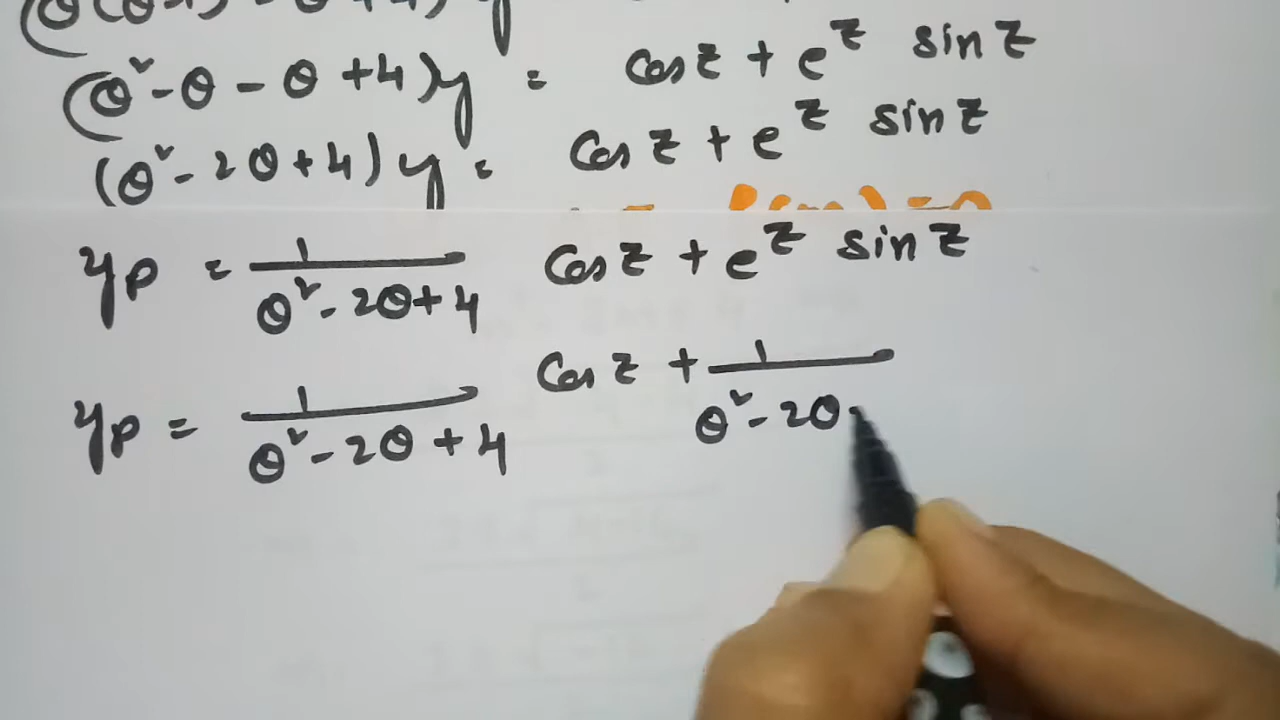 (θ² - θ - θ + 4)y = cos z + e^z sin z
(θ² - 2θ + 4)y = cos z + e^z sin z
yp = 1/(θ² - 2θ + 4) cos z + e^z sin z
yp = 1/(θ² - 2θ + 4) cos z + 1/(θ² - 2θ